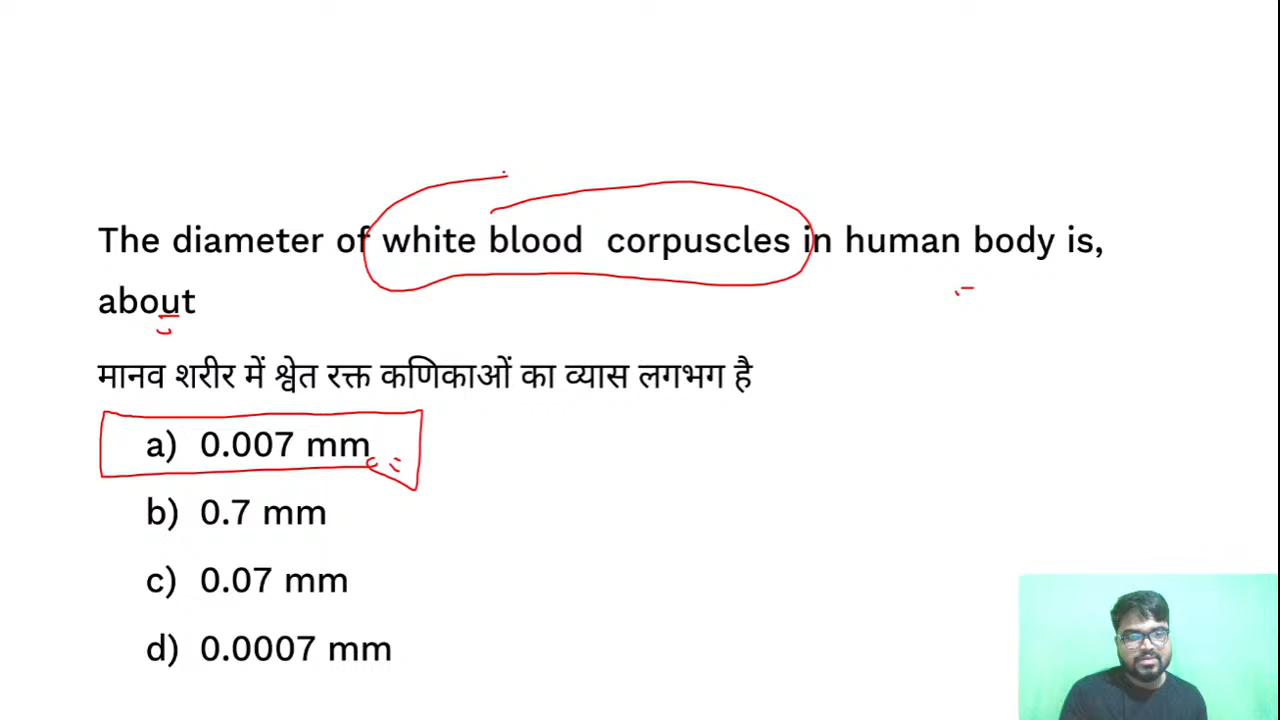 The diameter of white blood corpuscles in human body is,
about
मानव शरीर में श्वेत रक्त कणिकाओं का व्यास लगभग है
a) 0.007 mm
b) 0.7 mm
c) 0.07 mm
d) 0.0007 mm